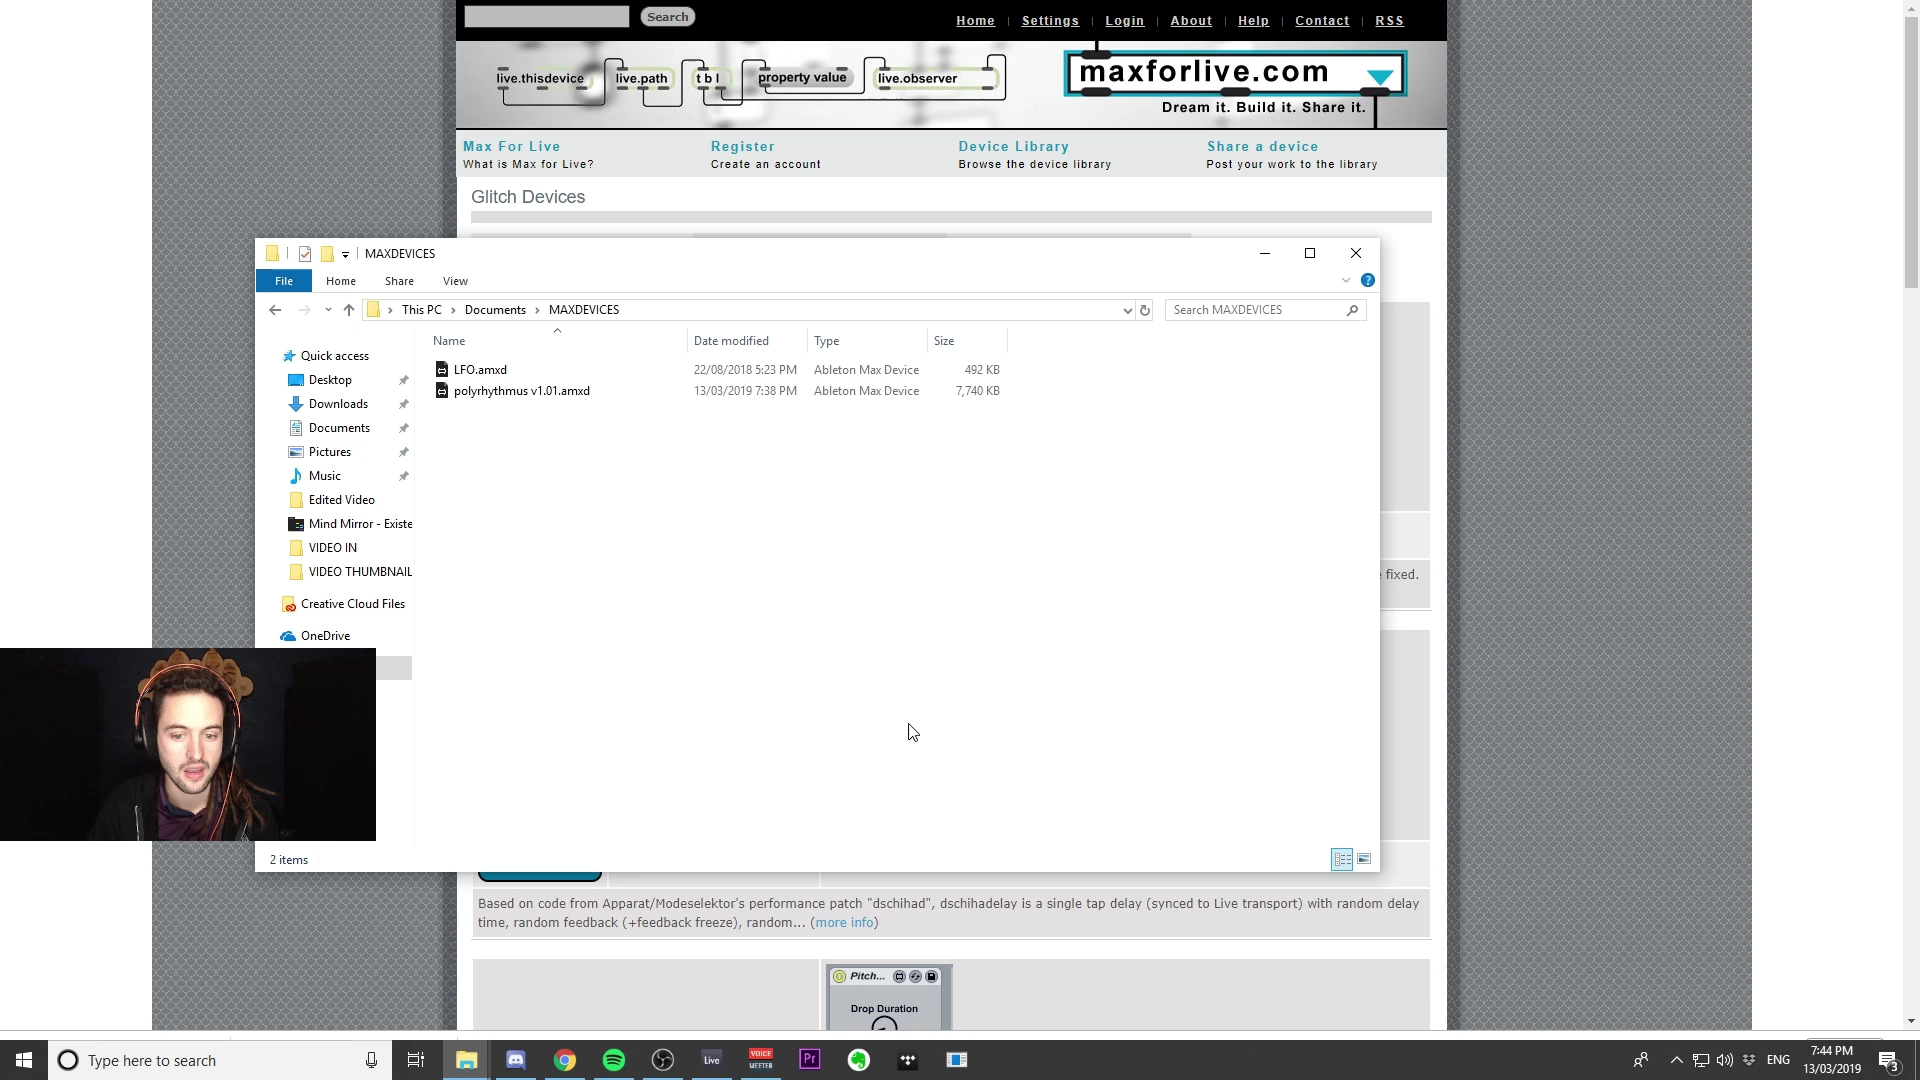 Search
Home | Settings | Login | About | Help | Contact | RSS
live.thisdevice live.path t b l property value live.observer
maxforlive.com
Dream it. Build it. Share it.
Max For Live Register Device Library Share a device
What is Max for Live? Create an account Browse the device library Post your work to the library
Glitch Devices
MAXDEVICES
File Home Share View
This PC > Documents > MAXDEVICES Search MAXDEVICES
Name Date modified Type Size
LFO.amxd 22/08/2018 5:23 PM Ableton Max Device 492 KB
polyrhythmus v1.01.amxd 13/03/2019 7:38 PM Ableton Max Device 7,740 KB
Quick access
Desktop
Downloads
Documents
Pictures
Music
Edited Video
Mind Mirror - Existe
VIDEO IN
VIDEO THUMBNAIL
Creative Cloud Files
OneDrive
fixed.
2 items
Based on code from Apparat/Modeselektor's performance patch "dschihad", dschihadelay is a single tap delay (synced to Live transport) with random delay
time, random feedback (+feedback freeze), random... (more info)
Pitch...
Drop Duration
Type here to search
Live
VOICE
MEETER
Pr
ENG
7:44 PM
13/03/2019
3